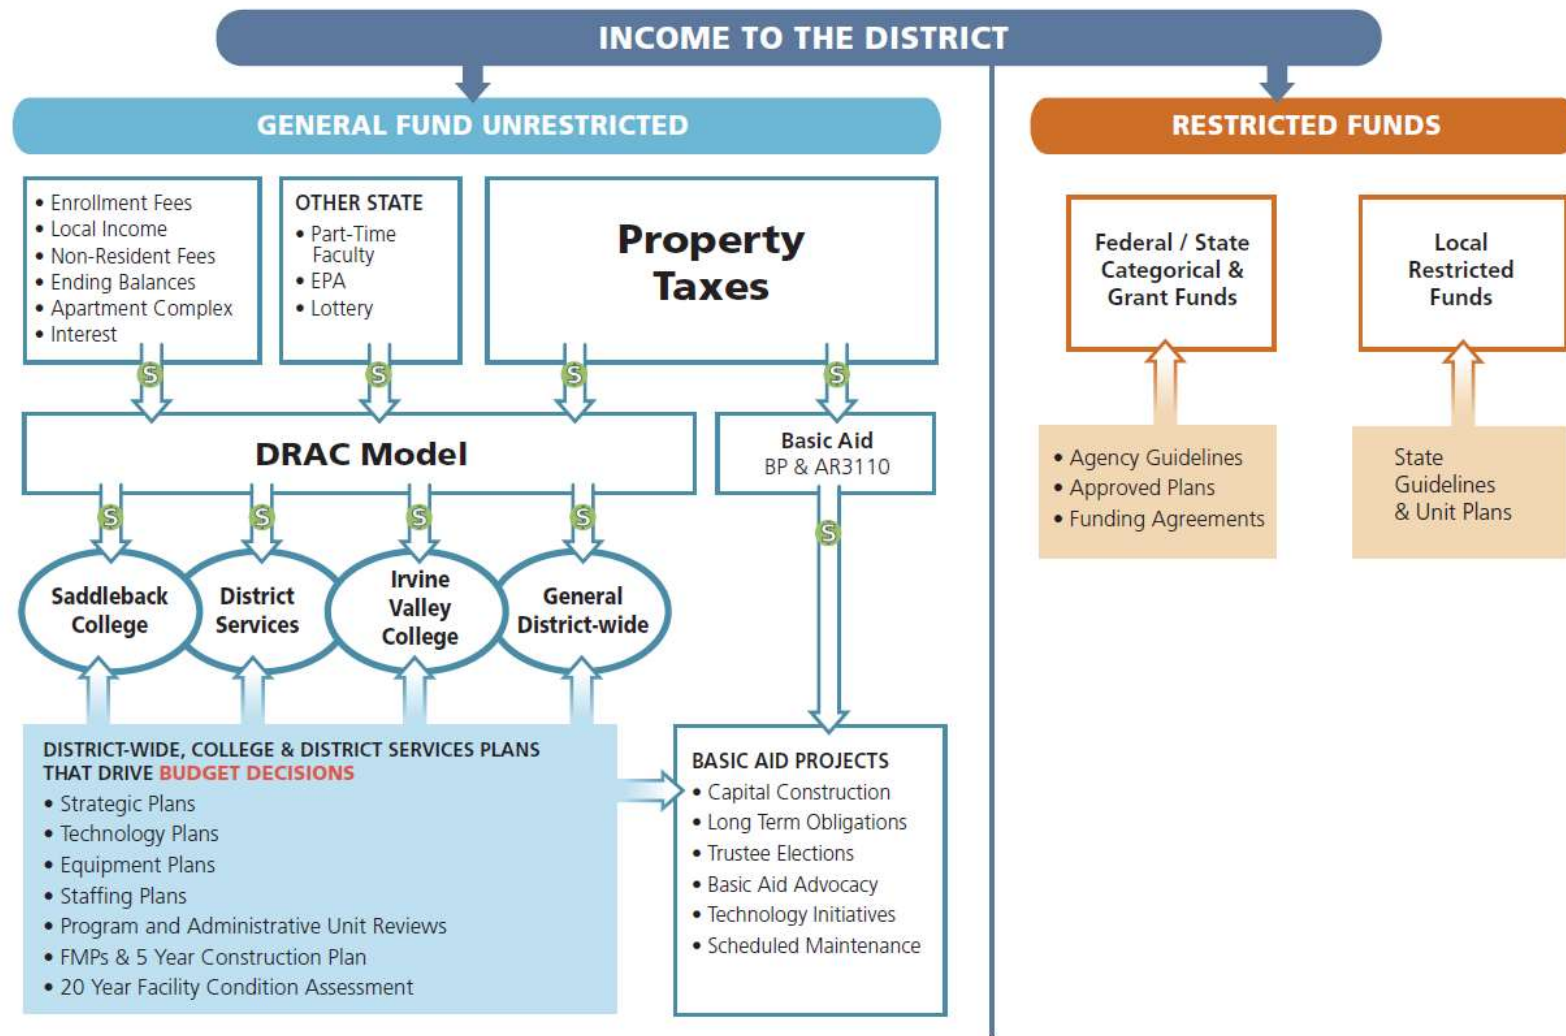 INCOME TO THE DISTRICT
GENERAL FUND UNRESTRICTED
• Enrollment Fees
• Local Income
• Non-Resident Fees
• Ending Balances
• Apartment Complex
• Interest
OTHER STATE
• Part-Time
Faculty
• EPA
• Lottery
Property
Taxes
S
S
S
S
DRAC Model
Basic Aid
BP & AR3110
S
S
S
S
S
Saddleback
College
District
Services
Irvine
Valley
College
General
District-wide
DISTRICT-WIDE, COLLEGE & DISTRICT SERVICES PLANS
THAT DRIVE BUDGET DECISIONS
• Strategic Plans
• Technology Plans
• Equipment Plans
• Staffing Plans
• Program and Administrative Unit Reviews
• FMPs & 5 Year Construction Plan
• 20 Year Facility Condition Assessment
BASIC AID PROJECTS
• Capital Construction
• Long Term Obligations
• Trustee Elections
• Basic Aid Advocacy
• Technology Initiatives
• Scheduled Maintenance
RESTRICTED FUNDS
Federal / State
Categorical &
Grant Funds
Local
Restricted
Funds
• Agency Guidelines
• Approved Plans
• Funding Agreements
State
Guidelines
& Unit Plans